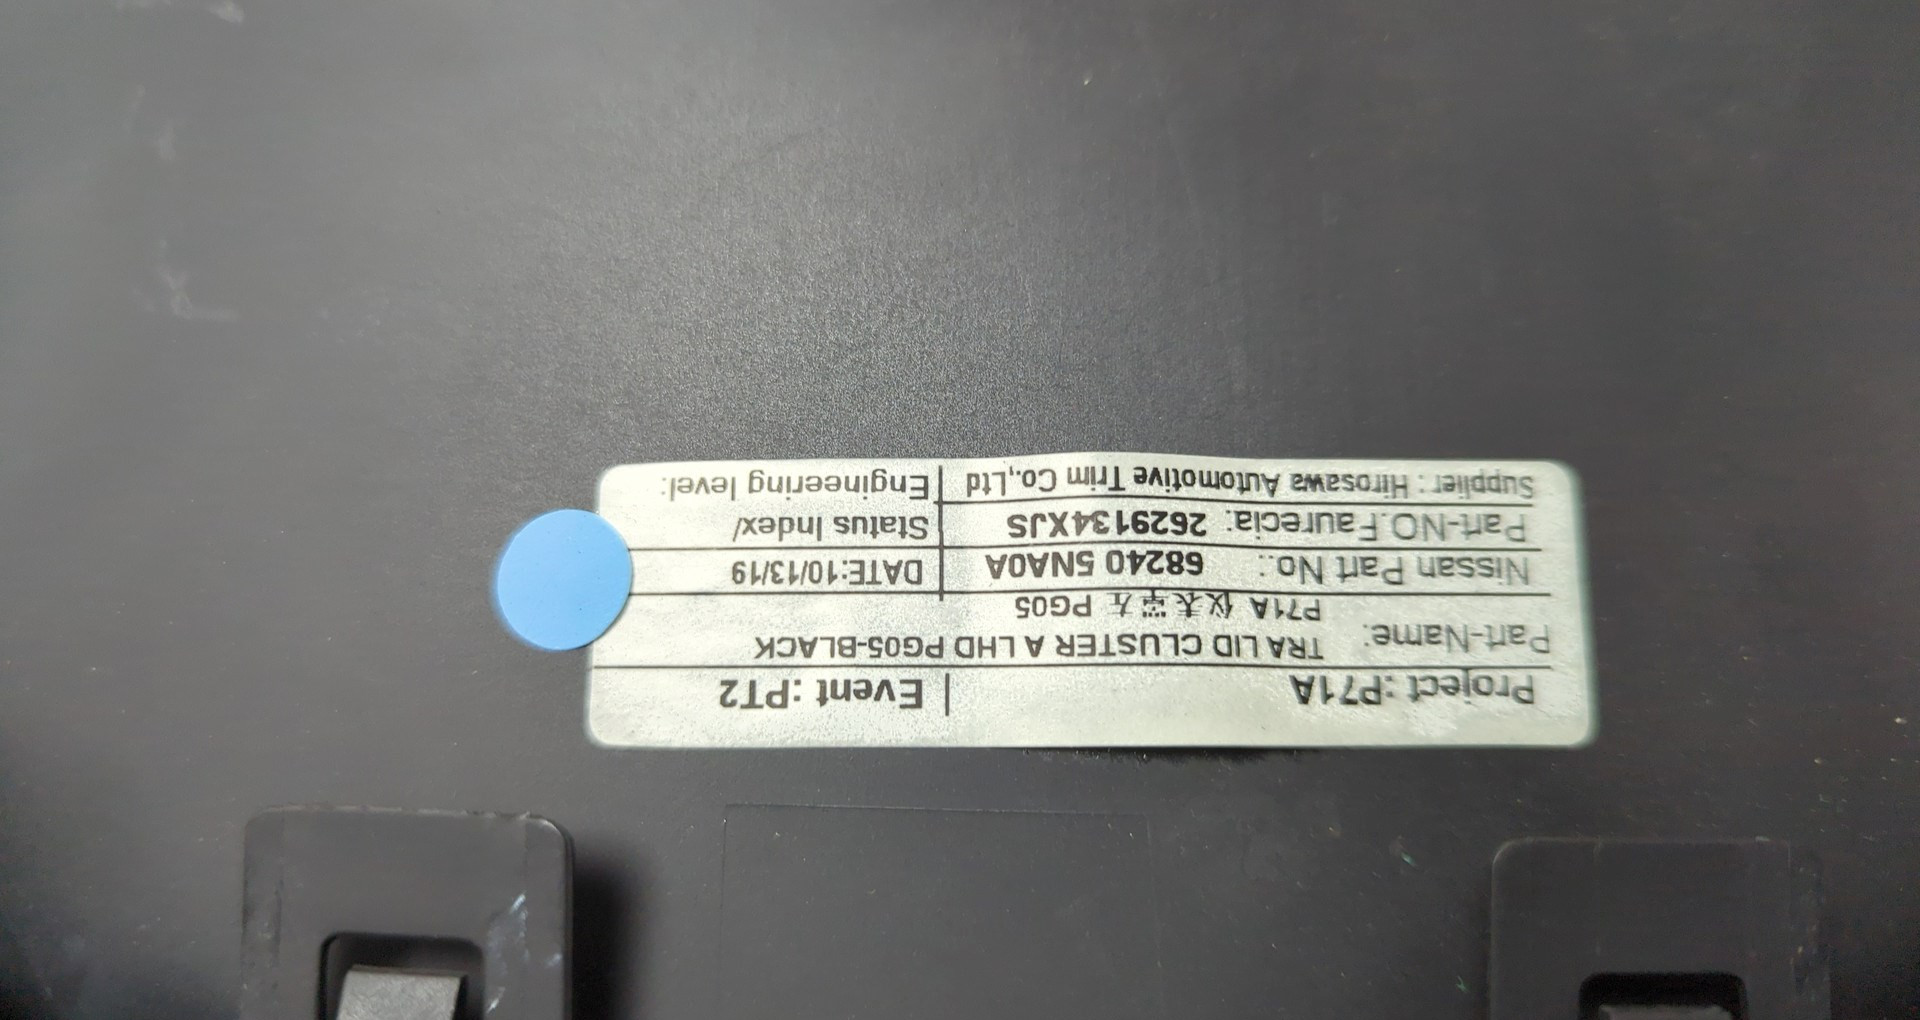 Project : P71A | Event : PT2
Part-Name: TRA LID CLUSTER A LHD PG05-BLACK
P71A 仪表罩左 PG05
Nissan Part No.: 68240 5NA0A DATE:10/13/19
Part-NO.Faurecia: 2629134XJS Status Index/
Supplier : Hirosawa Automotive Trim Co.,Ltd Engineering level: